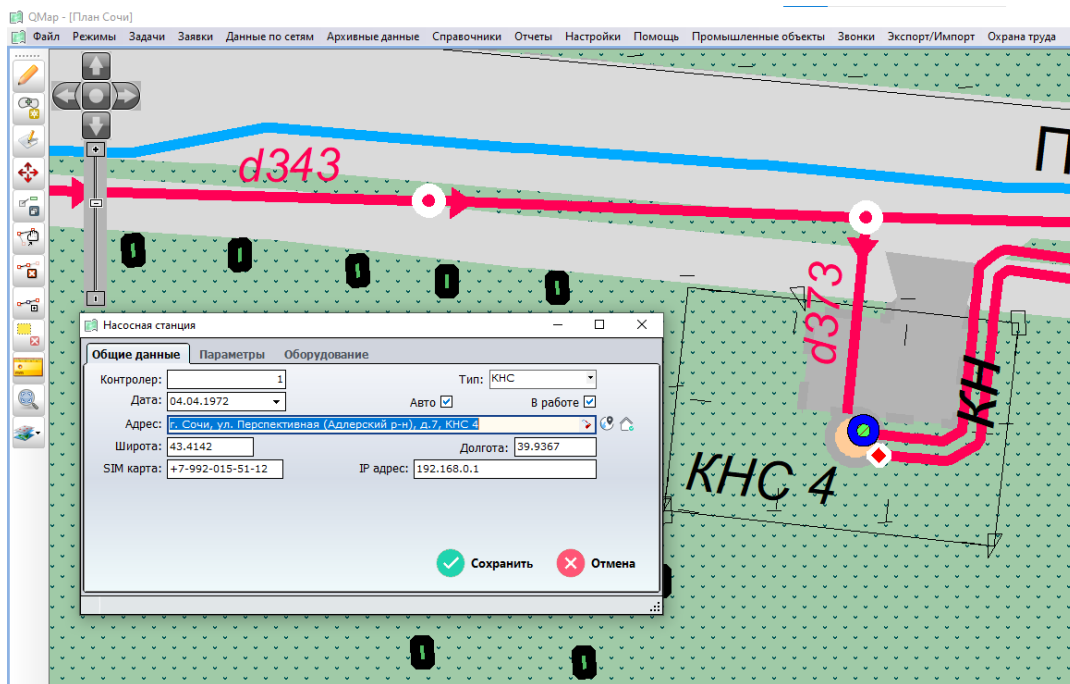 QMap - [План Сочи]
Файл Режимы Задачи Заявки Данные по сетям Архивные данные Справочники Отчеты Настройки Помощь Промышленные объекты Звонки Экспорт/Импорт Охрана труда
П
d343
d373
КН
КНС 4
Насосная станция
Общие данные Параметры Оборудование
Контролер: 1 Тип: КНС
Дата: 04.04.1972 Авто В работе
Адрес: г. Сочи, ул. Перспективная (Адлерский р-н), д.7, КНС 4
Широта: 43.4142 Долгота: 39.9367
SIM карта: +7-992-015-51-12 IP адрес: 192.168.0.1
Сохранить Отмена